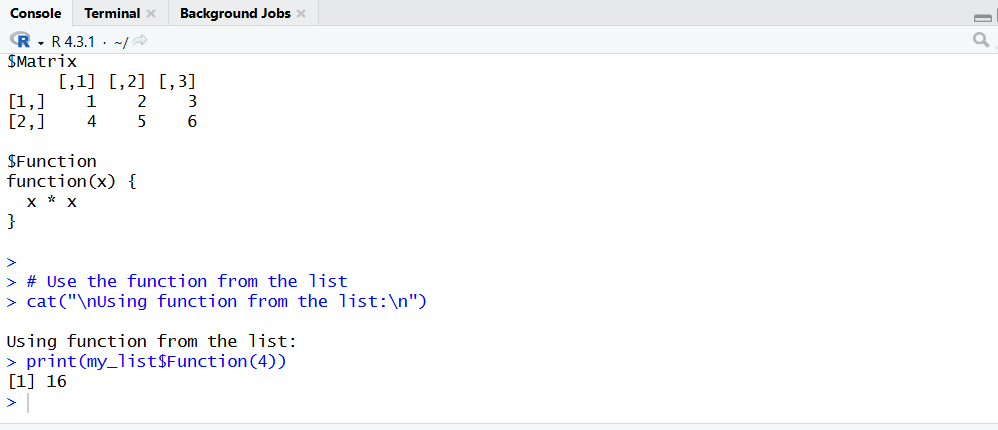 Console Terminal Background Jobs
R R 4.3.1 · ~/
$Matrix
     [,1] [,2] [,3]
[1,]    1    2    3
[2,]    4    5    6

$Function
function(x) {
  x * x
}

>
> # Use the function from the list
> cat("\nUsing function from the list:\n")

Using function from the list:
> print(my_list$Function(4))
[1] 16
>